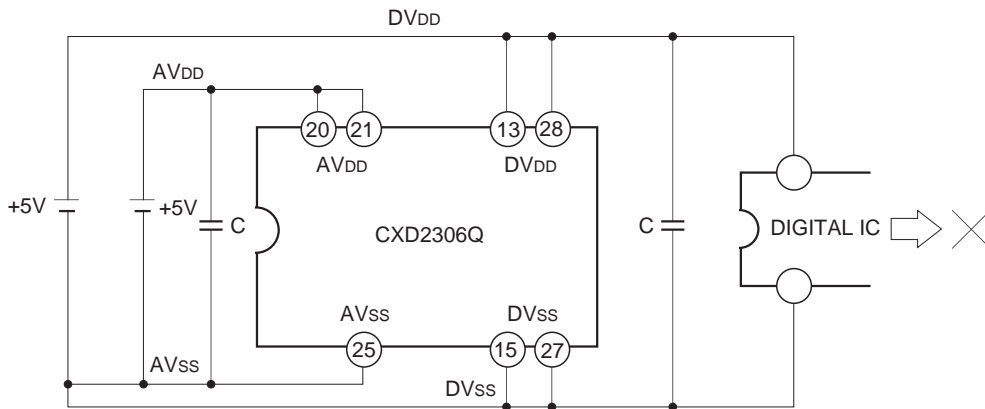 DVDD
AVDD
20 21 13 28
AVDD DVDD
+5V +5V C CXD2306Q C DIGITAL IC
AVSS DVSS
25 15 27
AVSS
DVSS